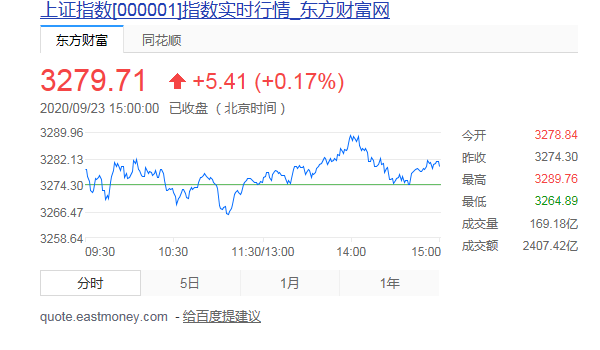 上证指数[000001]指数实时行情_东方财富网
东方财富 同花顺
3279.71 +5.41 (+0.17%)
2020/09/23 15:00:00 已收盘 （北京时间）
3289.96
3282.13
3274.30
3266.47
3258.64
09:30 10:30 11:30/13:00 14:00 15:00
今开 3278.84
昨收 3274.30
最高 3289.76
最低 3264.89
成交量 169.18亿
成交额 2407.42亿
分时 5日 1月 1年
quote.eastmoney.com - 给百度提建议